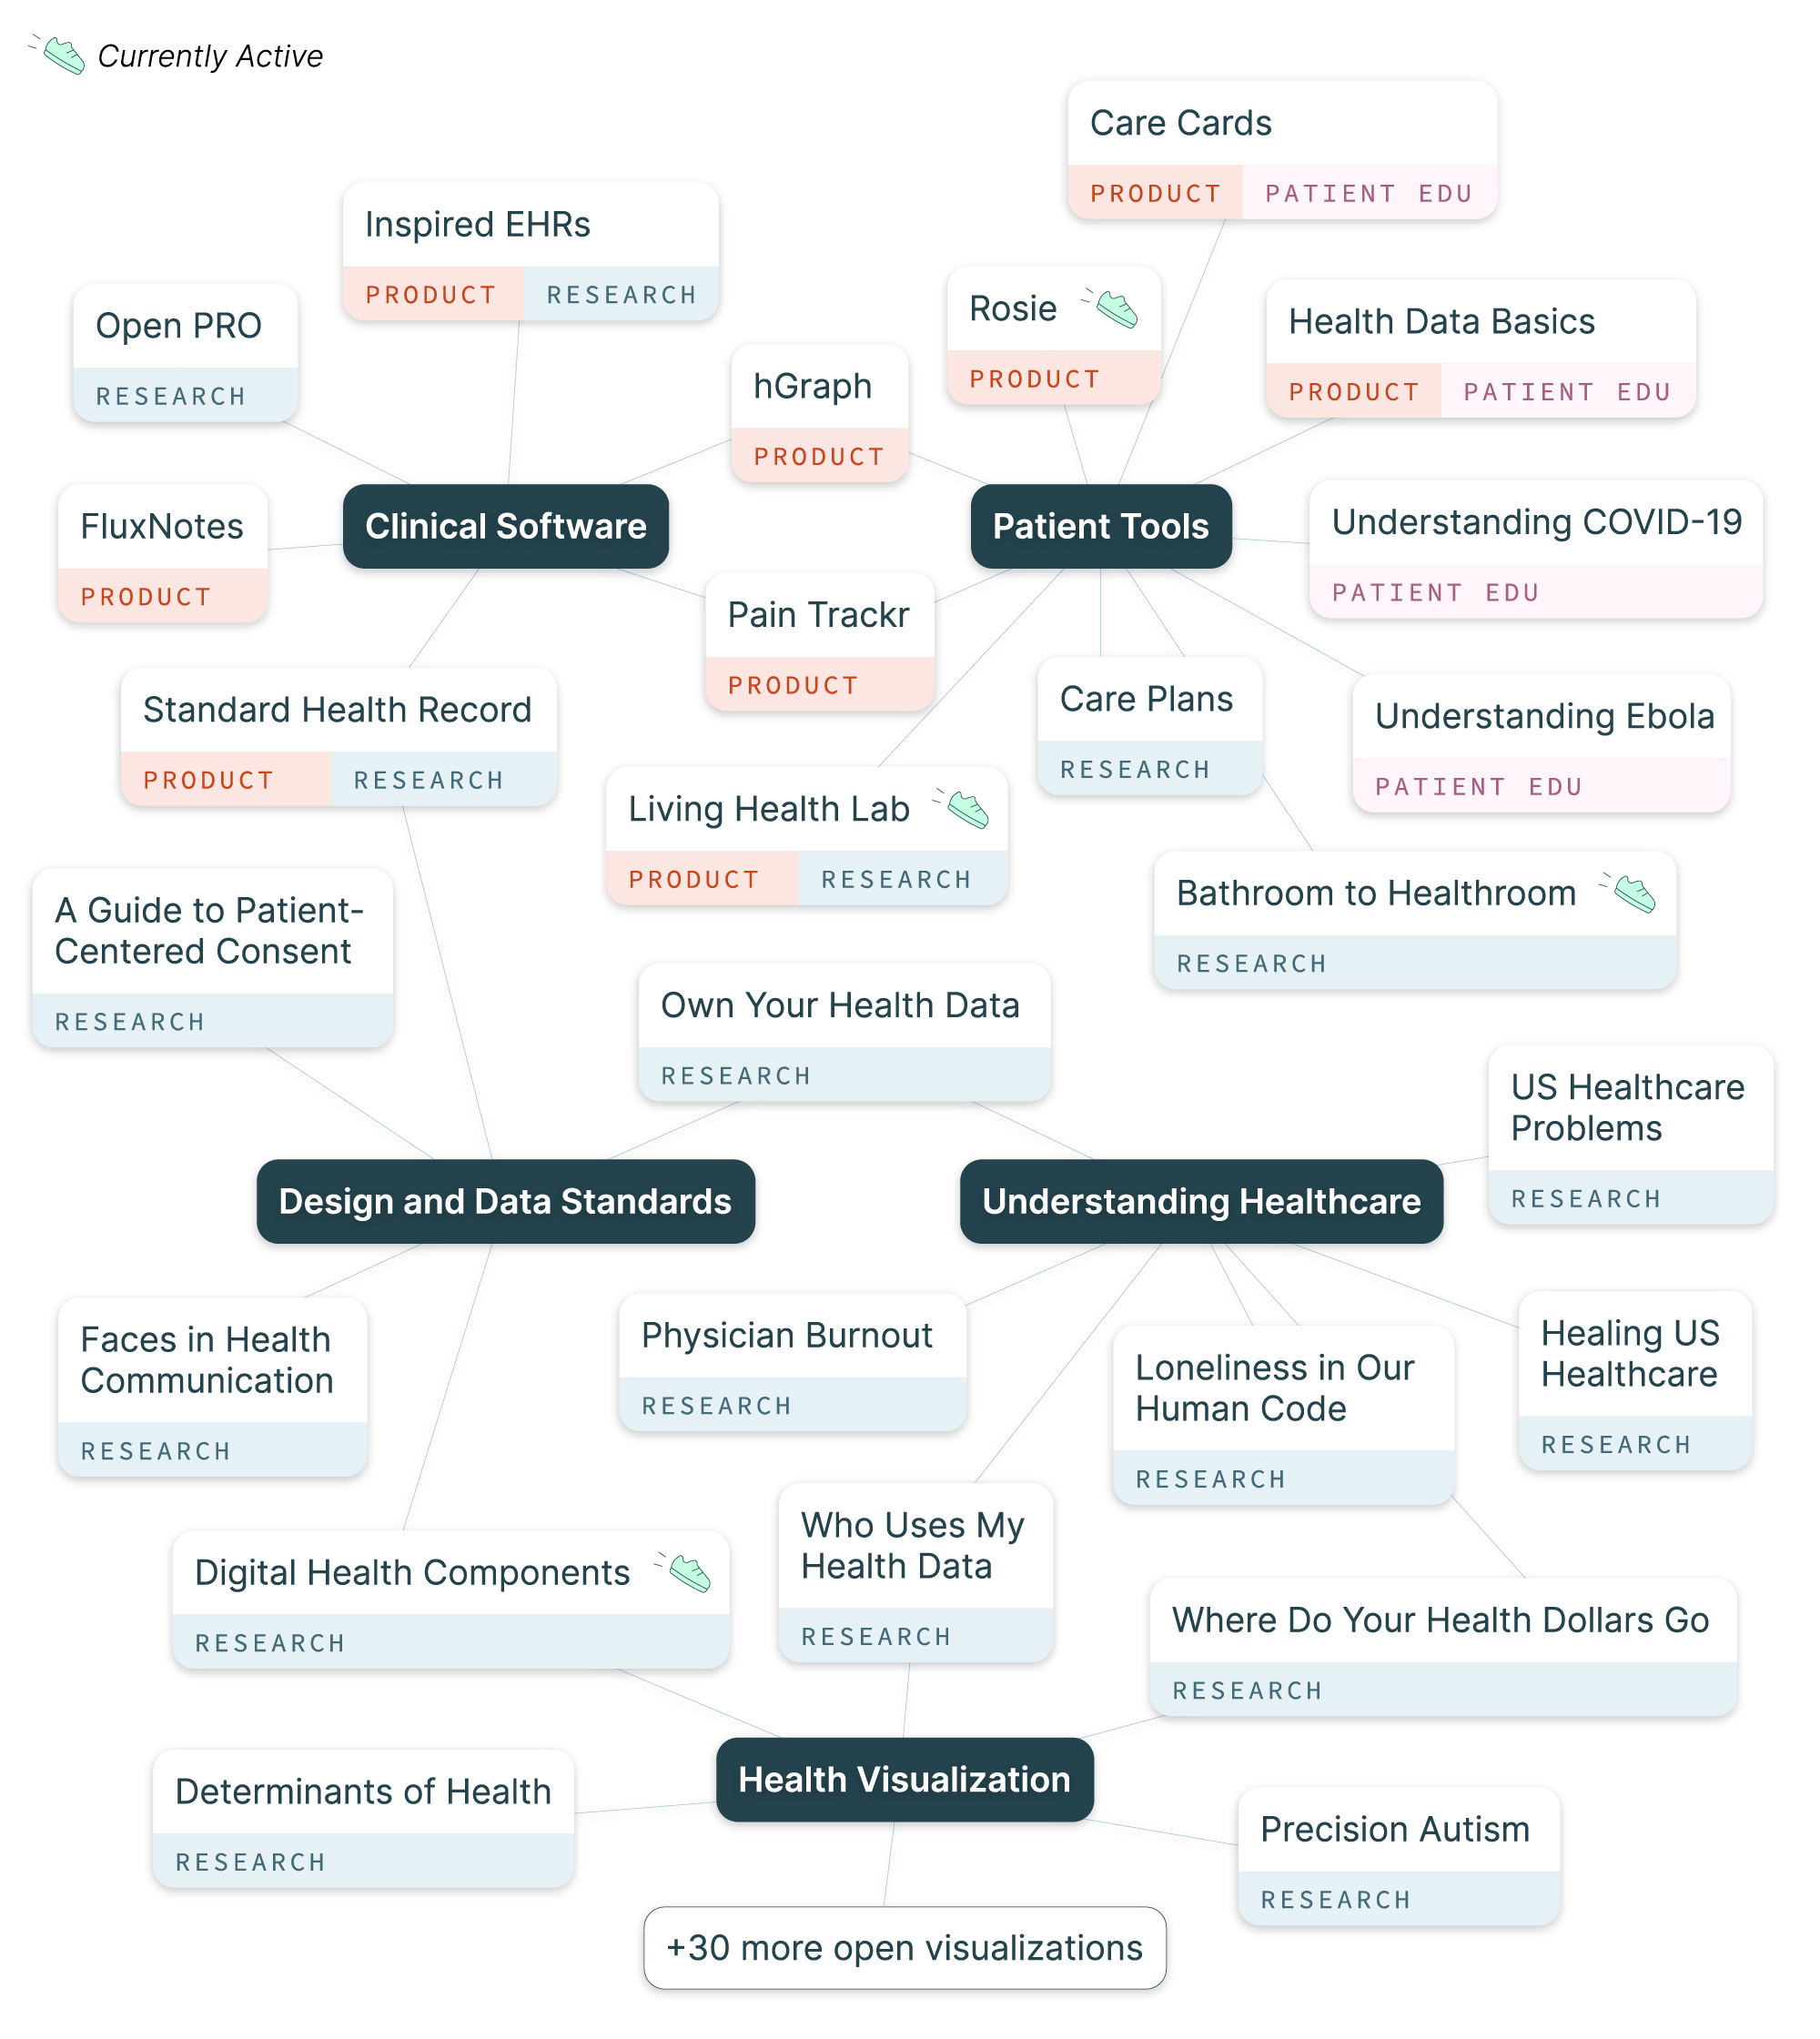 Currently Active
Care Cards
PRODUCT PATIENT EDU
Inspired EHRs
PRODUCT RESEARCH
Rosie
PRODUCT
Health Data Basics
PRODUCT PATIENT EDU
Open PRO
RESEARCH
hGraph
PRODUCT
FluxNotes
PRODUCT
Clinical Software
Patient Tools
Understanding COVID-19
PATIENT EDU
Pain Trackr
PRODUCT
Standard Health Record
PRODUCT RESEARCH
Care Plans
RESEARCH
Understanding Ebola
PATIENT EDU
Living Health Lab
PRODUCT RESEARCH
Bathroom to Healthroom
RESEARCH
A Guide to Patient-
Centered Consent
RESEARCH
Own Your Health Data
RESEARCH
US Healthcare
Problems
RESEARCH
Design and Data Standards
Understanding Healthcare
Faces in Health
Communication
RESEARCH
Physician Burnout
RESEARCH
Loneliness in Our
Human Code
RESEARCH
Healing US
Healthcare
RESEARCH
Digital Health Components
RESEARCH
Who Uses My
Health Data
RESEARCH
Where Do Your Health Dollars Go
RESEARCH
Health Visualization
Determinants of Health
RESEARCH
Precision Autism
RESEARCH
+30 more open visualizations